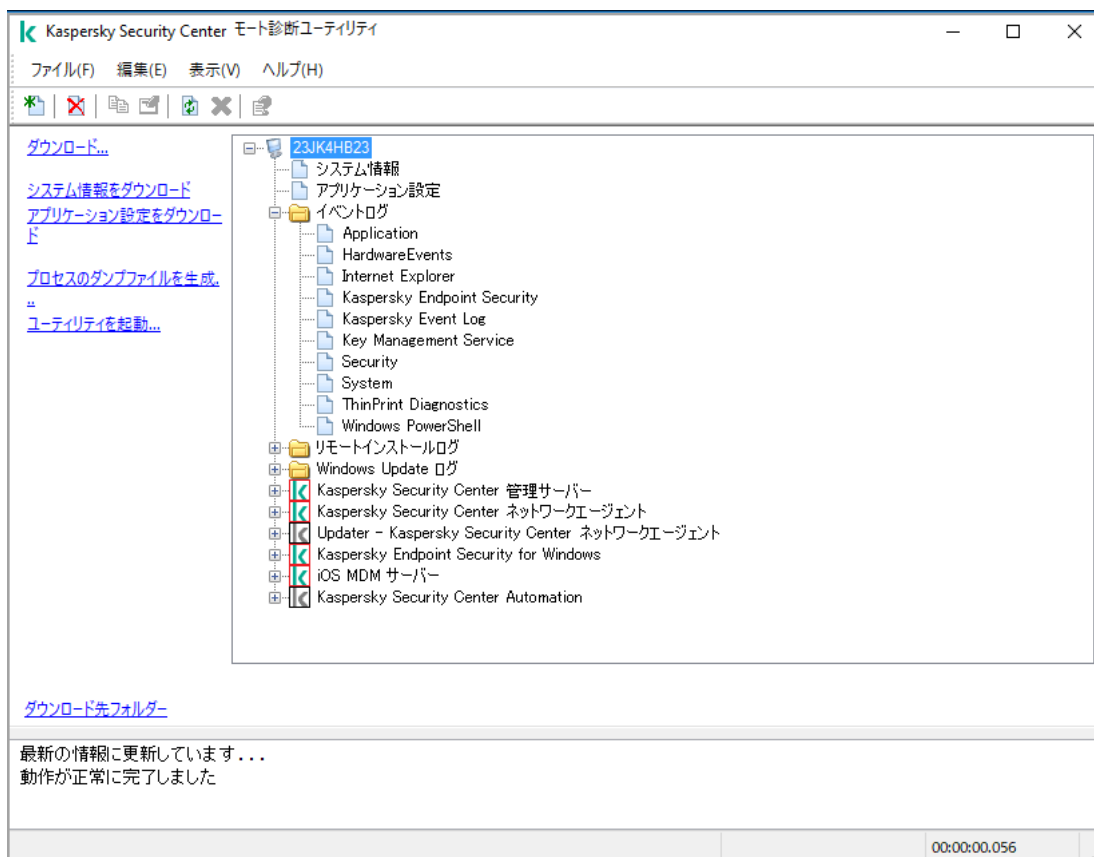 Kaspersky Security Center モート診断ユーティリティ
ファイル(F) 編集(E) 表示(V) ヘルプ(H)
ダウンロード...
システム情報をダウンロード
アプリケーション設定をダウンロー
ド
プロセスのダンプファイルを生成.
..
ユーティリティを起動...
23JK4HB23
システム情報
アプリケーション設定
イベントログ
Application
HardwareEvents
Internet Explorer
Kaspersky Endpoint Security
Kaspersky Event Log
Key Management Service
Security
System
ThinPrint Diagnostics
Windows PowerShell
リモートインストールログ
Windows Update ログ
Kaspersky Security Center 管理サーバー
Kaspersky Security Center ネットワークエージェント
Updater - Kaspersky Security Center ネットワークエージェント
Kaspersky Endpoint Security for Windows
iOS MDM サーバー
Kaspersky Security Center Automation
ダウンロード先フォルダー
最新の情報に更新しています...
動作が正常に完了しました
00:00:00.056